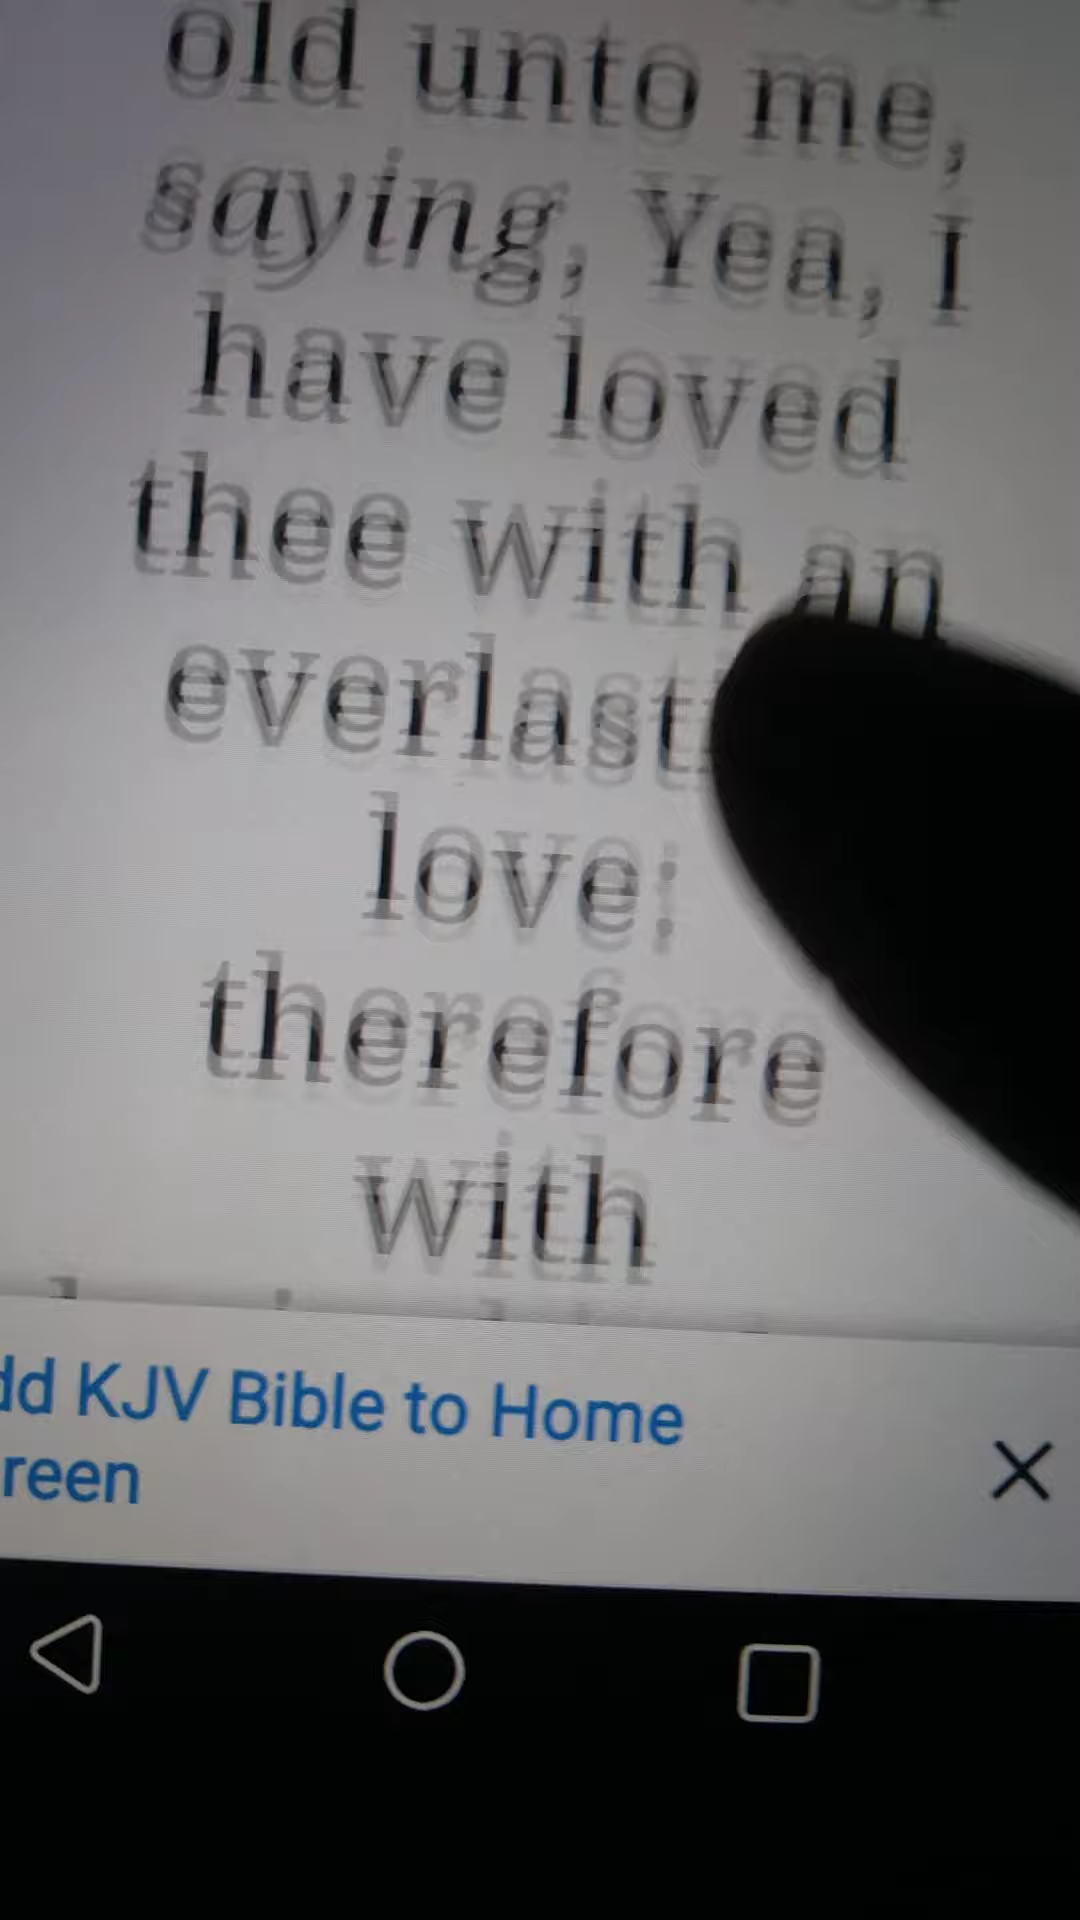 old unto me,
saying, Yea, I
have loved
thee with an
everlast
love:
therefore
with
dd KJV Bible to Home
reen